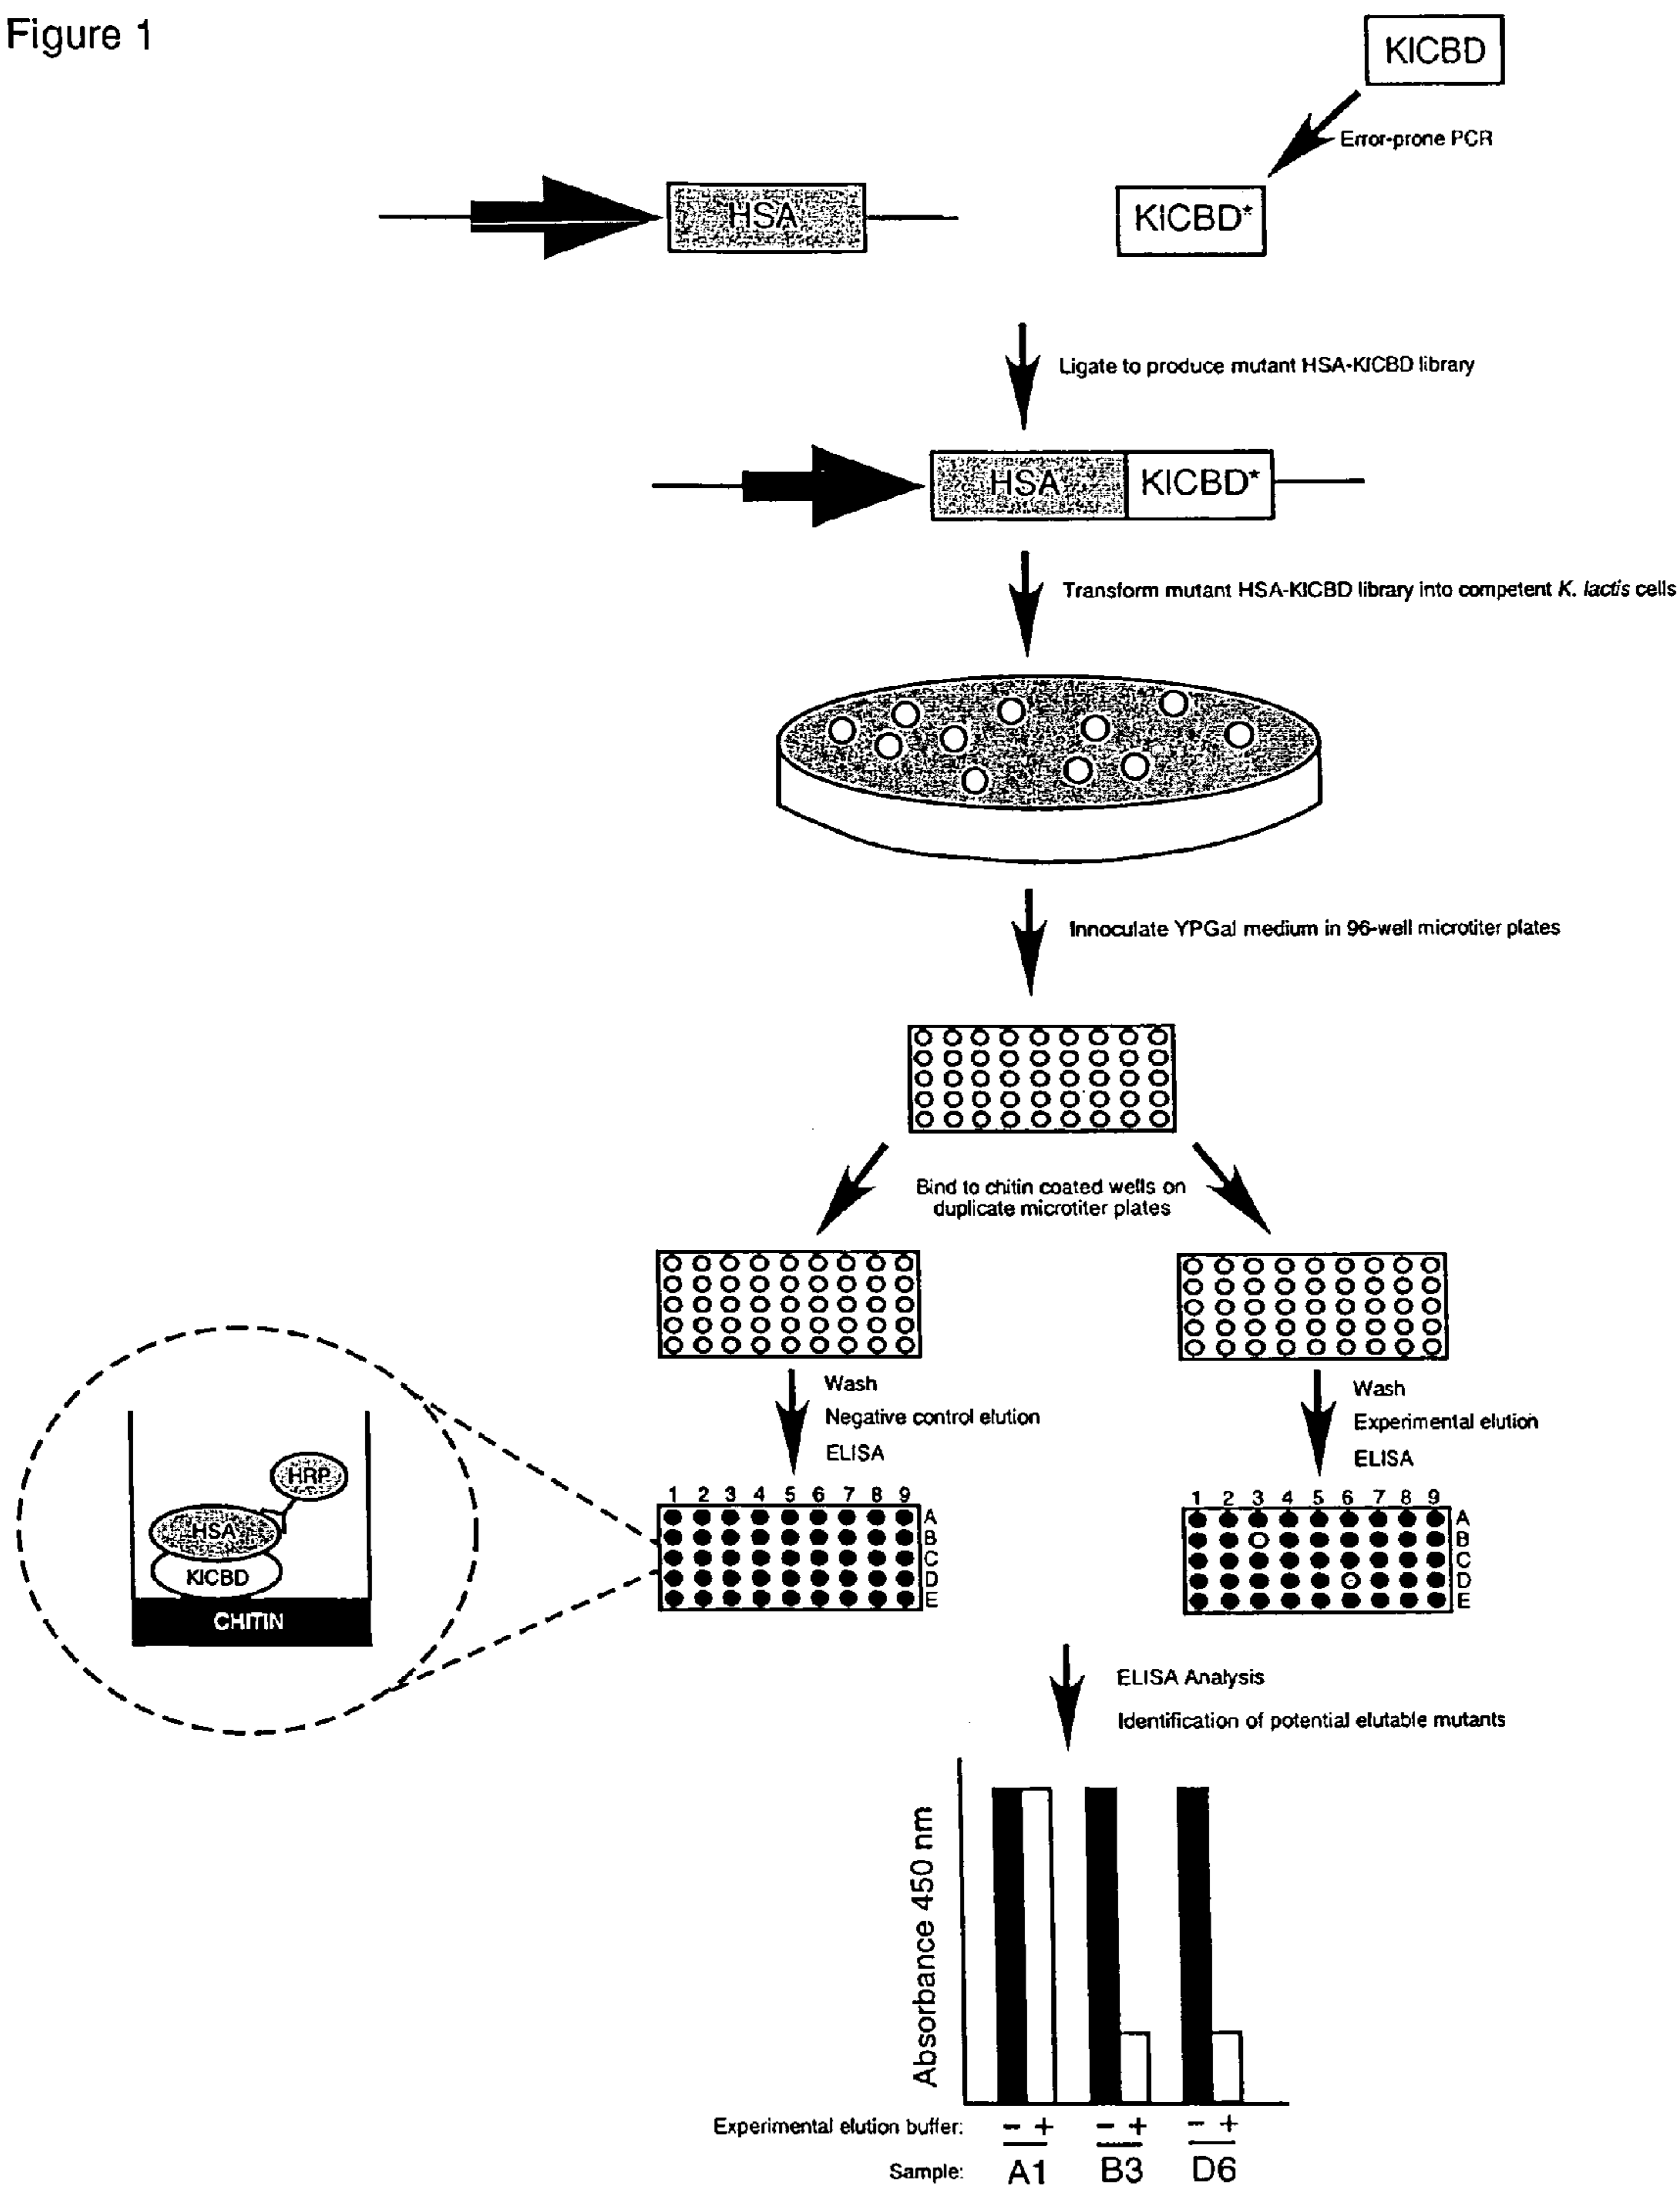 Figure 1
KICBD
Error-prone PCR
HSA
KICBD*
Ligate to produce mutant HSA-KICBD library
HSA
KICBD*
Transform mutant HSA-KICBD library into competent K. lactis cells
Innoculate YPGal medium in 96-well microtiter plates
Bind to chitin coated wells on
duplicate microtiter plates
Wash
Negative control elution
ELISA
Wash
Experimental elution
ELISA
HRP
HSA
KICBD
CHITIN
1 2 3 4 5 6 7 8 9
A
B
C
D
E
1 2 3 4 5 6 7 8 9
A
B
C
D
E
ELISA Analysis
Identification of potential elutable mutants
Absorbance 450 nm
Experimental elution buffer: - + - + - +
Sample: A1 B3 D6